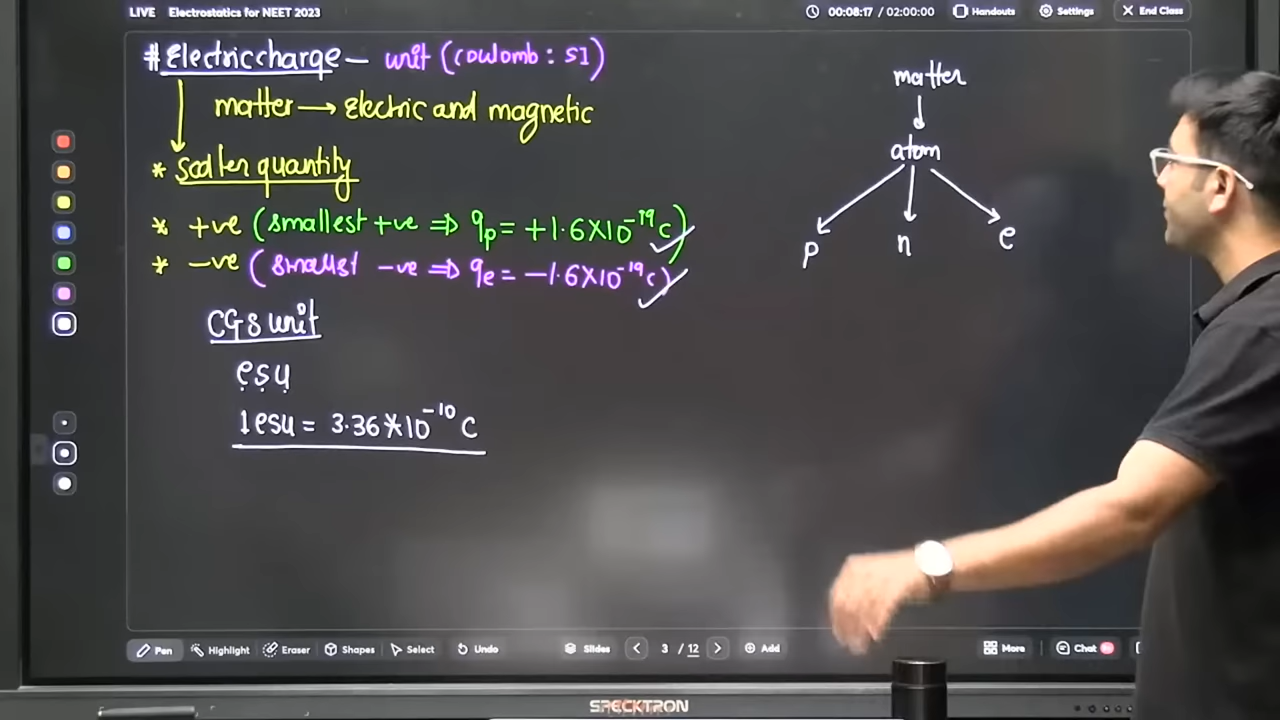 LIVE Electrostatics for NEET 2023
00:08:17 / 02:00:00 Handouts Settings End Class
#Electric charge — unit (coulomb : SI)
matter → Electric and magnetic
* Scalter quantity
* +ve (smallest +ve ⇒ qp = +1.6×10⁻¹⁹ C)
* −ve (smallest −ve ⇒ qe = −1.6×10⁻¹⁹ C)
CGS unit
esu
1esu = 3.36×10⁻¹⁰ C
matter
atom
p n e
Pen Highlight Eraser Shapes Select Undo Slides 3 / 12 Add More Chat
SPECKTRON